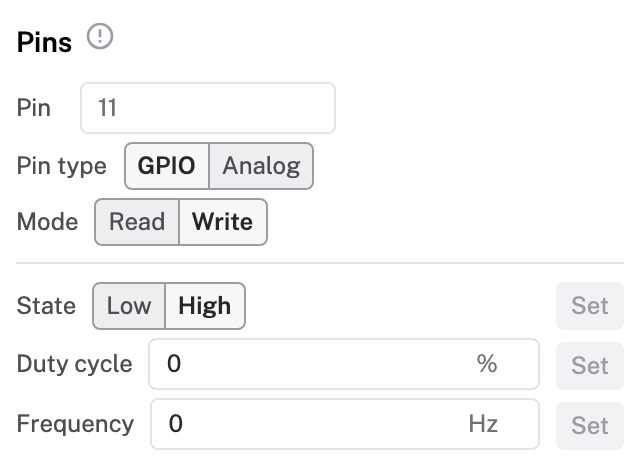 Pins
Pin 11
Pin type GPIO Analog
Mode Read Write
State Low High Set
Duty cycle 0 % Set
Frequency 0 Hz Set